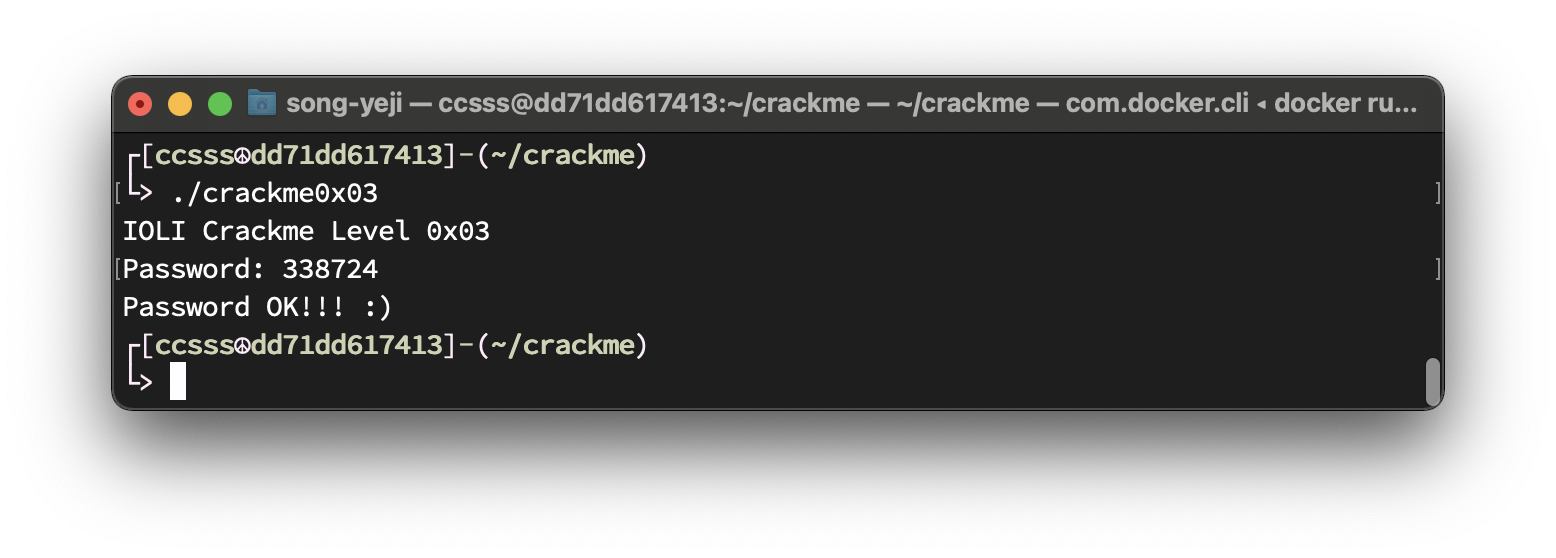 song-yeji — ccsss@dd71dd617413:~/crackme — ~/crackme — com.docker.cli ◂ docker ru...
┌[ccsss☮dd71dd617413]-(~/crackme)
[└> ./crackme0x03 ]
IOLI Crackme Level 0x03
[Password: 338724 ]
Password OK!!! :)
┌[ccsss☮dd71dd617413]-(~/crackme)
└>